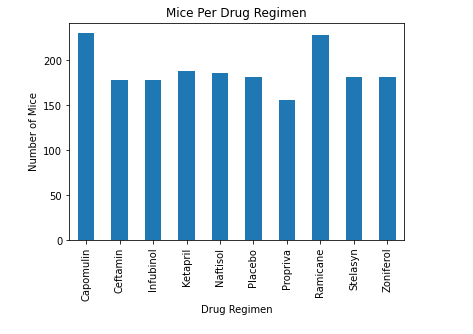 Mice Per Drug Regimen
Number of Mice
200
150
100
50
0
Capomulin
Ceftamin
Infubinol
Ketapril
Naftisol
Placebo
Propriva
Ramicane
Stelasyn
Zoniferol
Drug Regimen